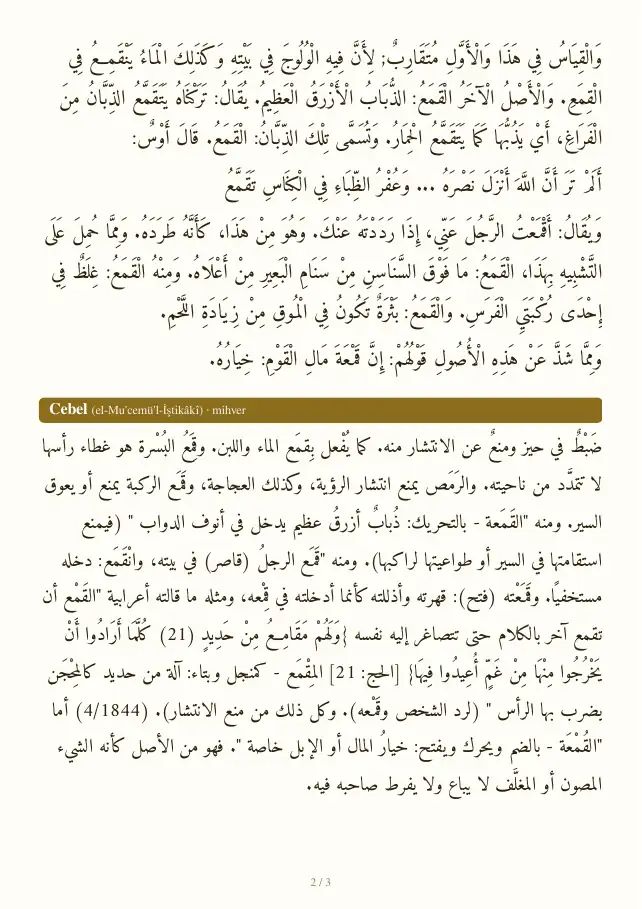 وَالْقِيَاسُ فِي هَذَا وَالْأَوَّلِ مُتَقَارِبٌ; لِأَنَّ فِيهِ الْوُلُوجَ فِي بَيْتِهِ وَكَذَلِكَ الْمَاءُ يَنْقَمِعُ فِي
الْقِمَعِ. وَالْأَصْلُ الْآخَرُ الْقَمَعُ: الذُّبَابُ الْأَزْرَقُ الْعَظِيمُ. يُقَالُ: تَرَكْنَاهُ يَتَقَمَّعُ الذِّبَّانُ مِنَ
الْفَرَاغِ، أَيْ يَذُبُّهَا كَمَا يَتَقَمَّعُ الْحِمَارُ. وَتُسَمَّى تِلْكَ الذِّبَّانُ: الْقَمَعُ. قَالَ أَوْسٌ:
أَلَمْ تَرَ أَنَّ اللَّهَ أَنْزَلَ نَصْرَهُ ... وَعُفْرُ الظِّبَاءِ فِي الْكِنَاسِ تَقَمَّعُ
وَيُقَالُ: أَقْمَعْتُ الرَّجُلَ عَنِّي، إِذَا رَدَدْتَهُ عَنْكَ. وَهُوَ مِنْ هَذَا، كَأَنَّهُ طَرَدَهُ. وَمِمَّا حُمِلَ عَلَى
التَّشْبِيهِ بِهَذَا، الْقَمَعُ: مَا فَوْقَ السَّنَاسِنِ مِنْ سَنَامِ الْبَعِيرِ مِنْ أَعْلَاهُ. وَمِنْهُ الْقَمَعُ: غِلَظٌ فِي
إِحْدَى رُكْبَتَيِ الْفَرَسِ. وَالْقَمَعُ: بَثْرَةٌ تَكُونُ فِي الْمُوقِ مِنْ زِيَادَةِ اللَّحْمِ.
وَمِمَّا شَذَّ عَنْ هَذِهِ الْأُصُولِ قَوْلُهُمْ: إِنَّ قَمْعَةَ مَالِ الْقَوْمِ: خِيَارُهُ.
Cebel (el-Mu'cemü'l-İştikâkî) · mihver
ضَبْطٌ في حيز ومنعٌ عن الانتشار منه. كما يُفْعل بِقمَع الماء واللبن. وقَمَعُ البُسْرة هو غطاء رأسها
لا تتمدَّد من ناحيته. والرَمَص يمنع انتشار الرؤية، وكذلك العجاجة، وقَمَع الركبة يمنع أو يعوق
السير. ومنه "القَمَعة - بالتحريك: ذُبابٌ أزرقُ عظيم يدخل في أنوف الدواب " (فيمنع
استقامتها في السير أو طواعيتها لراكبها). ومنه "قَمَع الرجلُ (قاصر) في بيته، وانْقَمَع: دخله
مستخفيًا. وقَمَعْته (فتح): قهرته وأذللته كأنما أدخلته في قِمْعه، ومثله ما قالته أعرابية "القَمْع أن
تقمع آخر بالكلام حتى تتصاغر إليه نفسه {وَلَهُمْ مَقَامِعُ مِنْ حَدِيدٍ (21) كُلَّمَا أَرَادُوا أَنْ
يَخْرُجُوا مِنْهَا مِنْ غَمٍّ أُعِيدُوا فِيهَا} [الحج: 21] المِقْمَع - كمنجل وبتاء: آلة من حديد كالمِحْجَن
يضرب بها الرأس " (لرد الشخص وقَمْعه). وكل ذلك من منع الانتشار). (4/1844) أما
"القُمْعَة - بالضم ويحرك ويفتح: خيارُ المال أو الإبل خاصة ". فهو من الأصل كأنه الشيء
المصون أو المغلَّف لا يباع ولا يفرط صاحبه فيه.
2 / 3